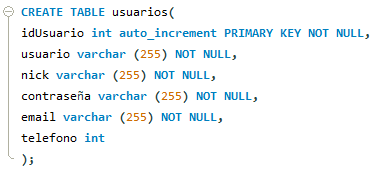 CREATE TABLE usuarios(
idUsuario int auto_increment PRIMARY KEY NOT NULL,
usuario varchar (255) NOT NULL,
nick varchar (255) NOT NULL,
contraseña varchar (255) NOT NULL,
email varchar (255) NOT NULL,
telefono int
);